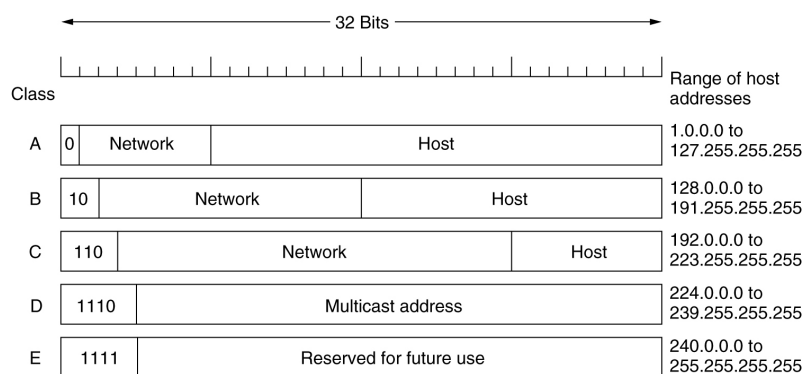 32 Bits
Range of host
addresses
Class
A 0 Network Host 1.0.0.0 to
127.255.255.255
B 10 Network Host 128.0.0.0 to
191.255.255.255
C 110 Network Host 192.0.0.0 to
223.255.255.255
D 1110 Multicast address 224.0.0.0 to
239.255.255.255
E 1111 Reserved for future use 240.0.0.0 to
255.255.255.255